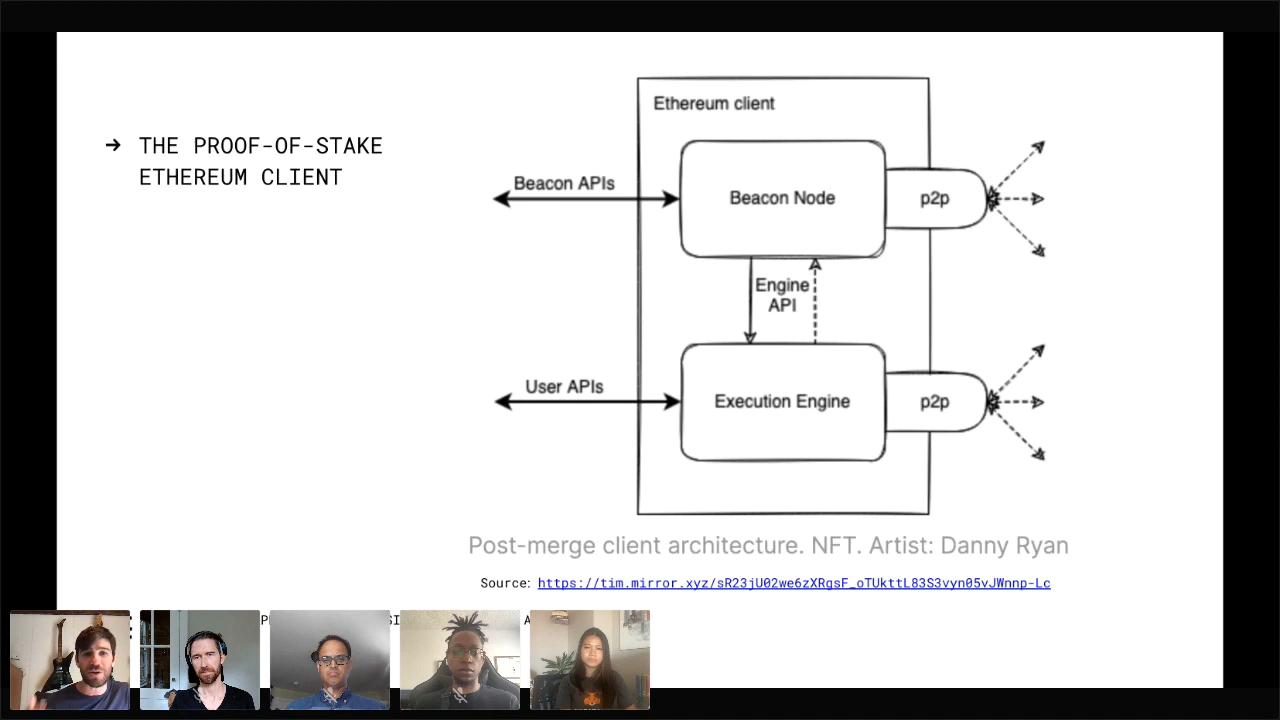 → THE PROOF-OF-STAKE
ETHEREUM CLIENT
Ethereum client
Beacon APIs
Beacon Node
p2p
Engine
API
User APIs
Execution Engine
p2p
Post-merge client architecture. NFT. Artist: Danny Ryan
Source: https://tim.mirror.xyz/sR23jU02we6zXRgsF_oTUkttL83S3vyn05vJWnnp-Lc